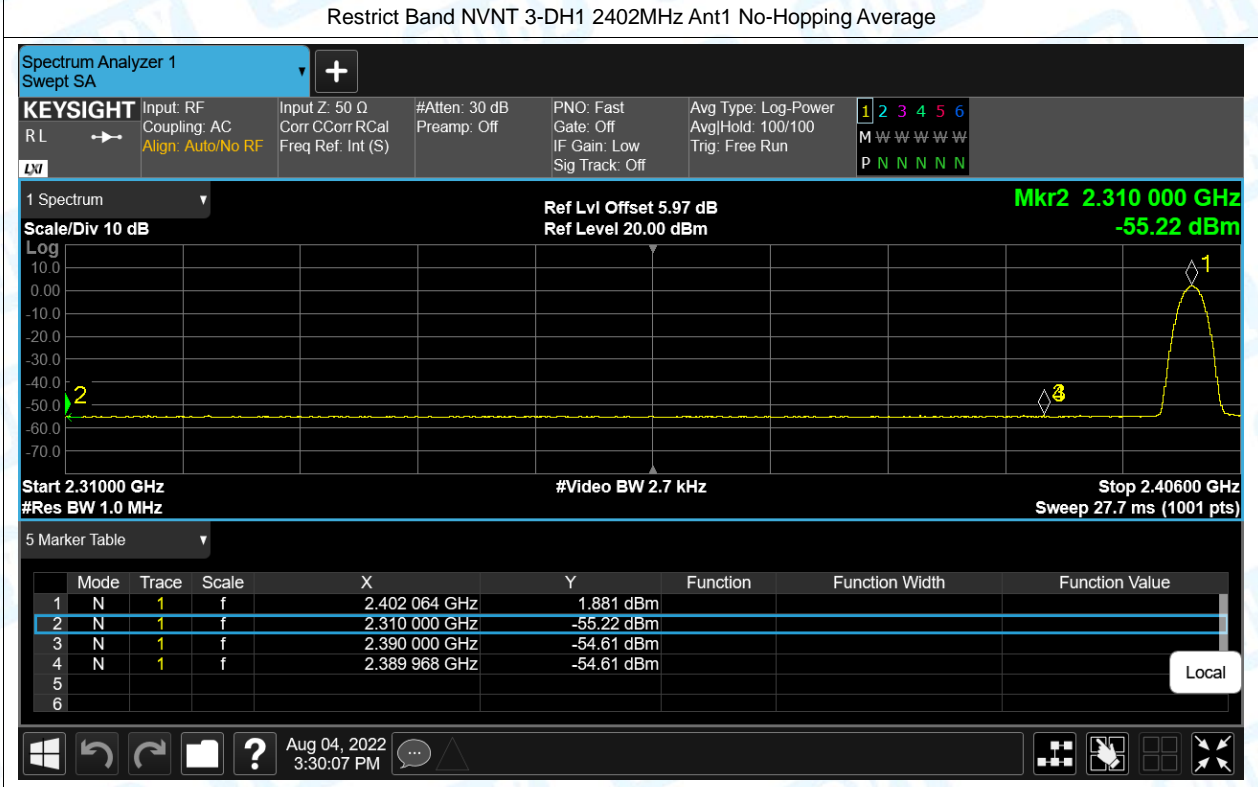 Restrict Band NVNT 3-DH1 2402MHz Ant1 No-Hopping Average
Spectrum Analyzer 1
Swept SA
KEYSIGHT
R L
LXI
Input: RF
Coupling: AC
Align: Auto/No RF
Input Z: 50 Ω
Corr CCorr RCal
Freq Ref: Int (S)
#Atten: 30 dB
Preamp: Off
PNO: Fast
Gate: Off
IF Gain: Low
Sig Track: Off
Avg Type: Log-Power
Avg|Hold: 100/100
Trig: Free Run
1 2 3 4 5 6
M W W W W W
P N N N N N
1 Spectrum
Scale/Div 10 dB
Ref Lvl Offset 5.97 dB
Ref Level 20.00 dBm
Mkr2 2.310 000 GHz
-55.22 dBm
Log
10.0
0.00
-10.0
-20.0
-30.0
-40.0
-50.0
-60.0
-70.0
1
2
3
4
Start 2.31000 GHz
#Res BW 1.0 MHz
#Video BW 2.7 kHz
Stop 2.40600 GHz
Sweep 27.7 ms (1001 pts)
5 Marker Table
Mode Trace Scale X Y Function Function Width Function Value
1 N 1 f 2.402 064 GHz 1.881 dBm
2 N 1 f 2.310 000 GHz -55.22 dBm
3 N 1 f 2.390 000 GHz -54.61 dBm
4 N 1 f 2.389 968 GHz -54.61 dBm
5
6
Local
?
Aug 04, 2022
3:30:07 PM